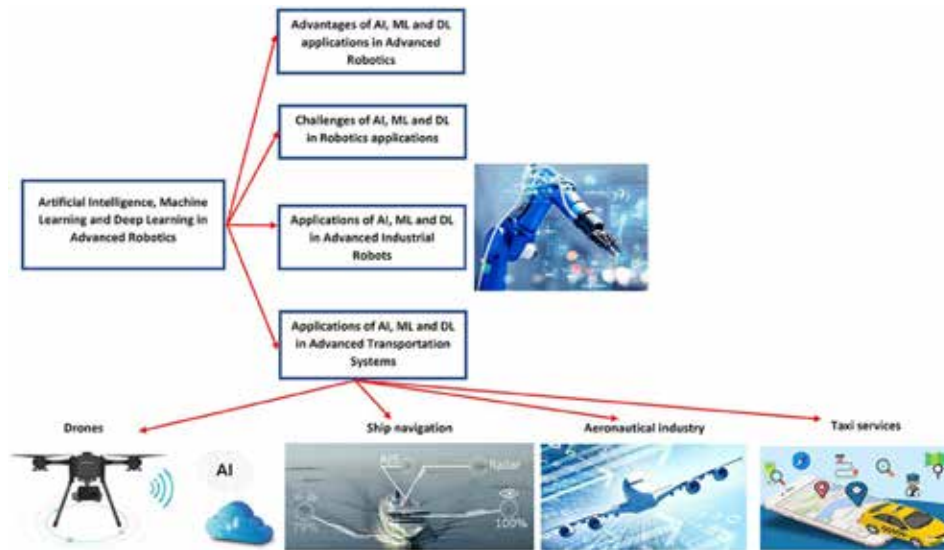 Advantages of AI, ML and DL
applications in Advanced
Robotics
Challenges of AI, ML and DL
in Robotics applications
Artificial Intelligence, Machine
Learning and Deep Learning in
Advanced Robotics
Applications of AI, ML and DL
in Advanced Industrial
Robots
Applications of AI, ML and DL
in Advanced Transportation
Systems
Drones
Ship navigation
Aeronautical industry
Taxi services
AI
AIS
Radar
100%